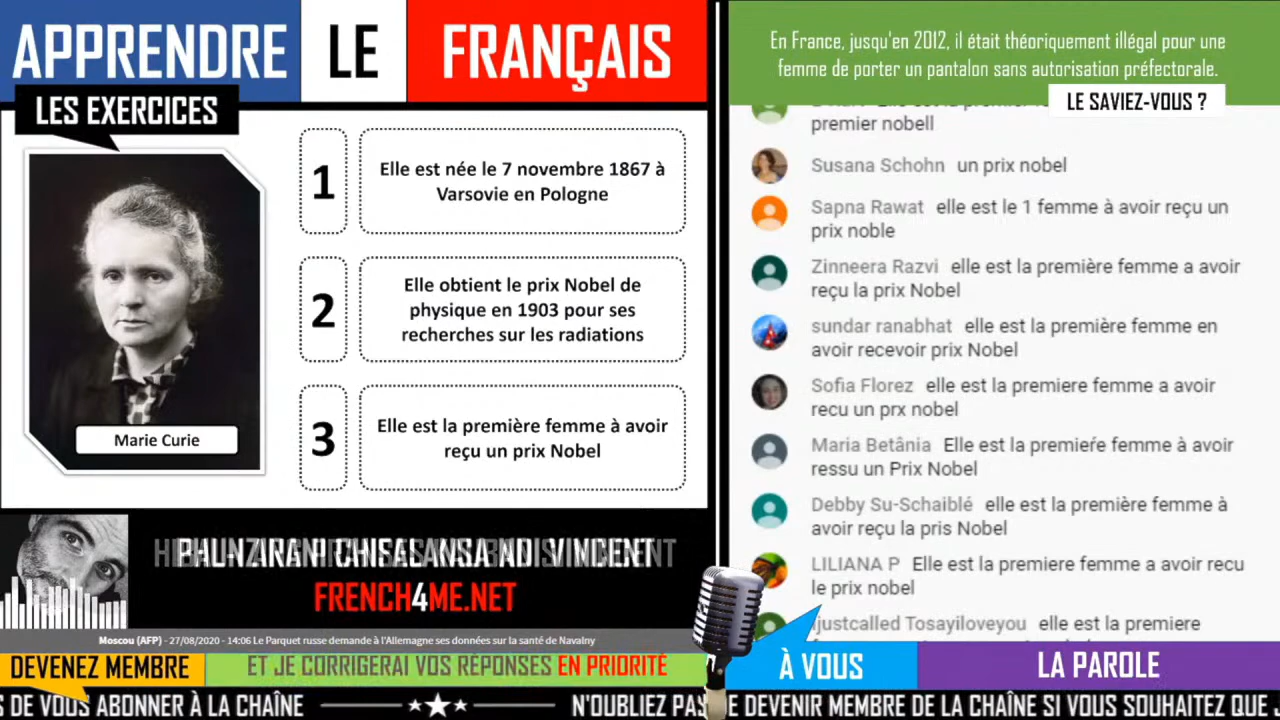 APPRENDRE LE FRANÇAIS
LES EXERCICES
1
Elle est née le 7 novembre 1867 à
Varsovie en Pologne
2
Elle obtient le prix Nobel de
physique en 1903 pour ses
recherches sur les radiations
3
Elle est la première femme à avoir
reçu un prix Nobel
Marie Curie
FRENCH4ME.NET
Moscou (AFP) - 27/08/2020 - 14:06 Le Parquet russe demande à l'Allemagne ses données sur la santé de Navalny
DEVENEZ MEMBRE
ET JE CORRIGERAI VOS RÉPONSES EN PRIORITÉ
En France, jusqu'en 2012, il était théoriquement illégal pour une
femme de porter un pantalon sans autorisation préfectorale.
LE SAVIEZ-VOUS ?
premier nobell
Susana Schohn un prix nobel
Sapna Rawat elle est le 1 femme à avoir reçu un
prix noble
Zinneera Razvi elle est la première femme a avoir
reçu la prix Nobel
sundar ranabhat elle est la première femme en
avoir recevoir prix Nobel
Sofia Florez elle est la premiere femme a avoir
recu un prx nobel
Maria Betânia Elle est la premieŕe femme à avoir
ressu un Prix Nobel
Debby Su-Schaiblé elle est la première femme à
avoir reçu la pris Nobel
LILIANA P Elle est la premiere femme a avoir recu
le prix nobel
justcalled Tosayiloveyou elle est la premiere
À VOUS
LA PAROLE
S DE VOUS ABONNER À LA CHAÎNE
N'OUBLIEZ PAS DE DEVENIR MEMBRE DE LA CHAÎNE SI VOUS SOUHAITEZ QUE